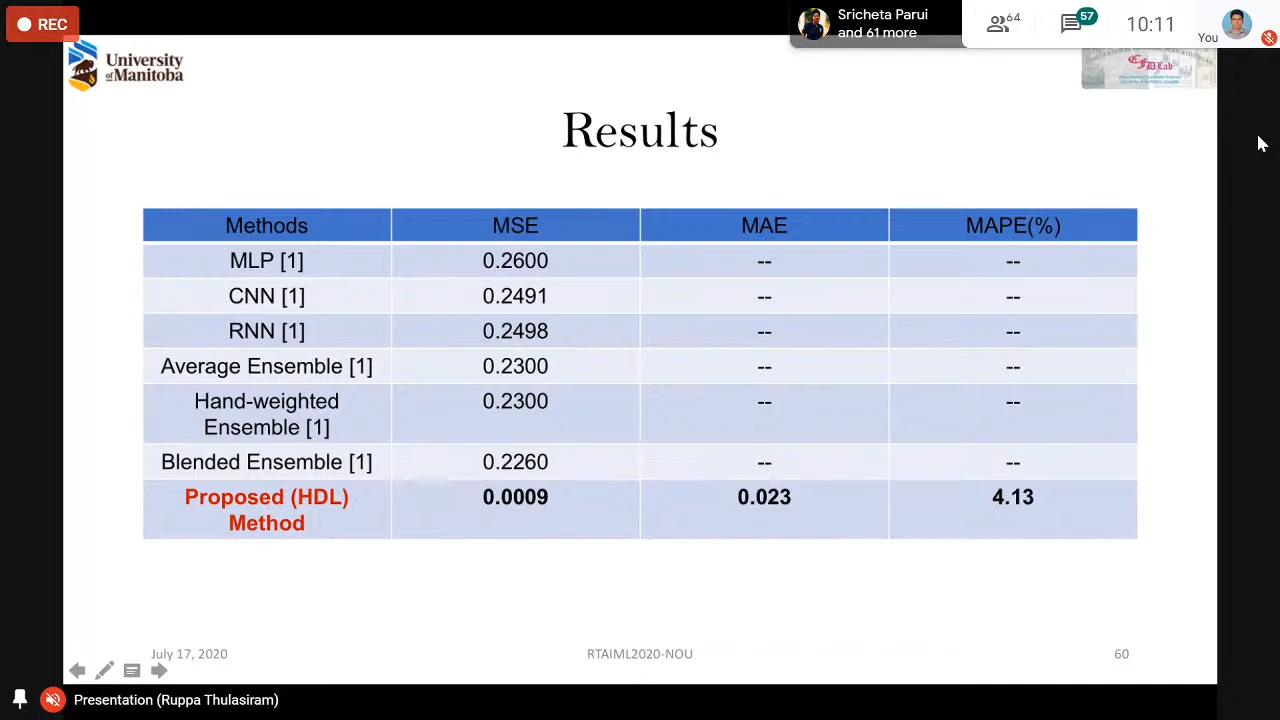 REC
Sricheta Parui
and 61 more
64
57
10:11
You
University
of Manitoba
CFD Lab
Results
Methods MSE MAE MAPE(%)
MLP [1] 0.2600 -- --
CNN [1] 0.2491 -- --
RNN [1] 0.2498 -- --
Average Ensemble [1] 0.2300 -- --
Hand-weighted 0.2300 -- --
Ensemble [1]
Blended Ensemble [1] 0.2260 -- --
Proposed (HDL) 0.0009 0.023 4.13
Method
July 17, 2020 RTAIML2020-NOU 60
Presentation (Ruppa Thulasiram)